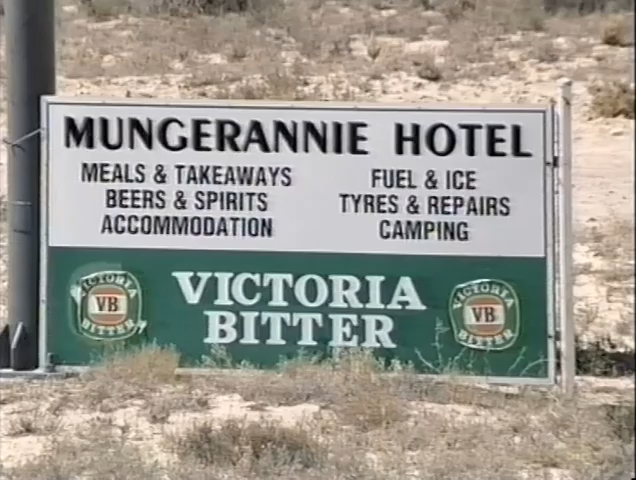 MUNGERANNIE HOTEL
MEALS & TAKEAWAYS
BEERS & SPIRITS
ACCOMMODATION
FUEL & ICE
TYRES & REPAIRS
CAMPING
VICTORIA
BITTER
VICTORIA
VB
BITTER
VICTORIA
VB
BITTER